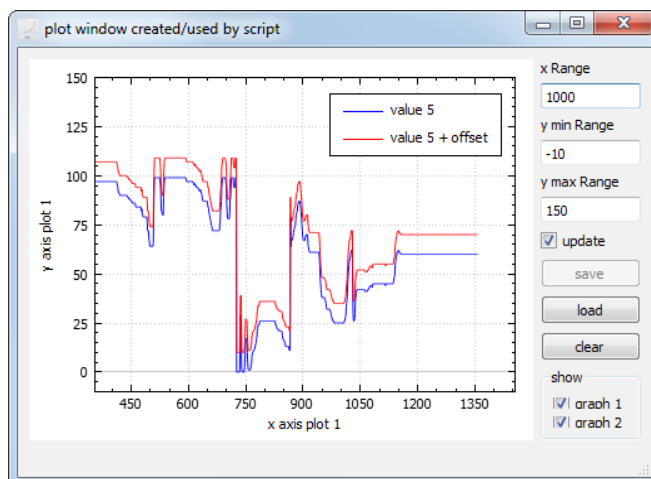 plot window created/used by script
x Range
1000
y min Range
-10
y max Range
150
update
save
load
clear
show
graph 1
graph 2
value 5
value 5 + offset
150
125
100
75
50
25
0
y axis plot 1
450 600 750 900 1050 1200 1350
x axis plot 1